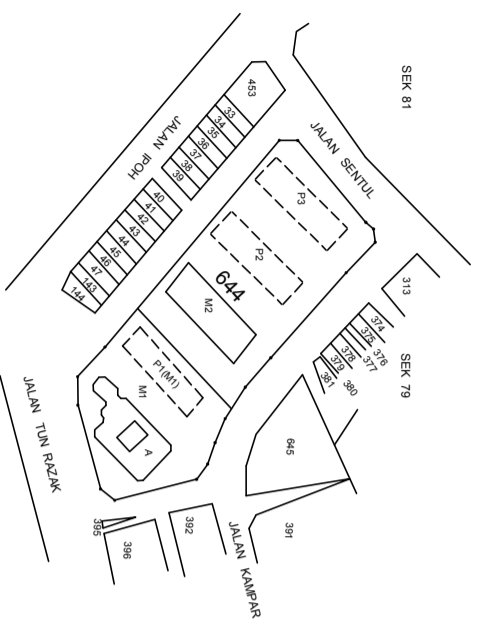 SEK 81
JALAN SENTUL
JALAN IPOH
453
33
34
35
36
37
38
39
40
41
42
43
44
45
46
47
143
144
P3
P2
644
M2
P1(M1)
M1
A
313
SEK 79
374
375
376
377
378
379
380
381
645
391
392
395
396
JALAN KAMPAR
JALAN TUN RAZAK